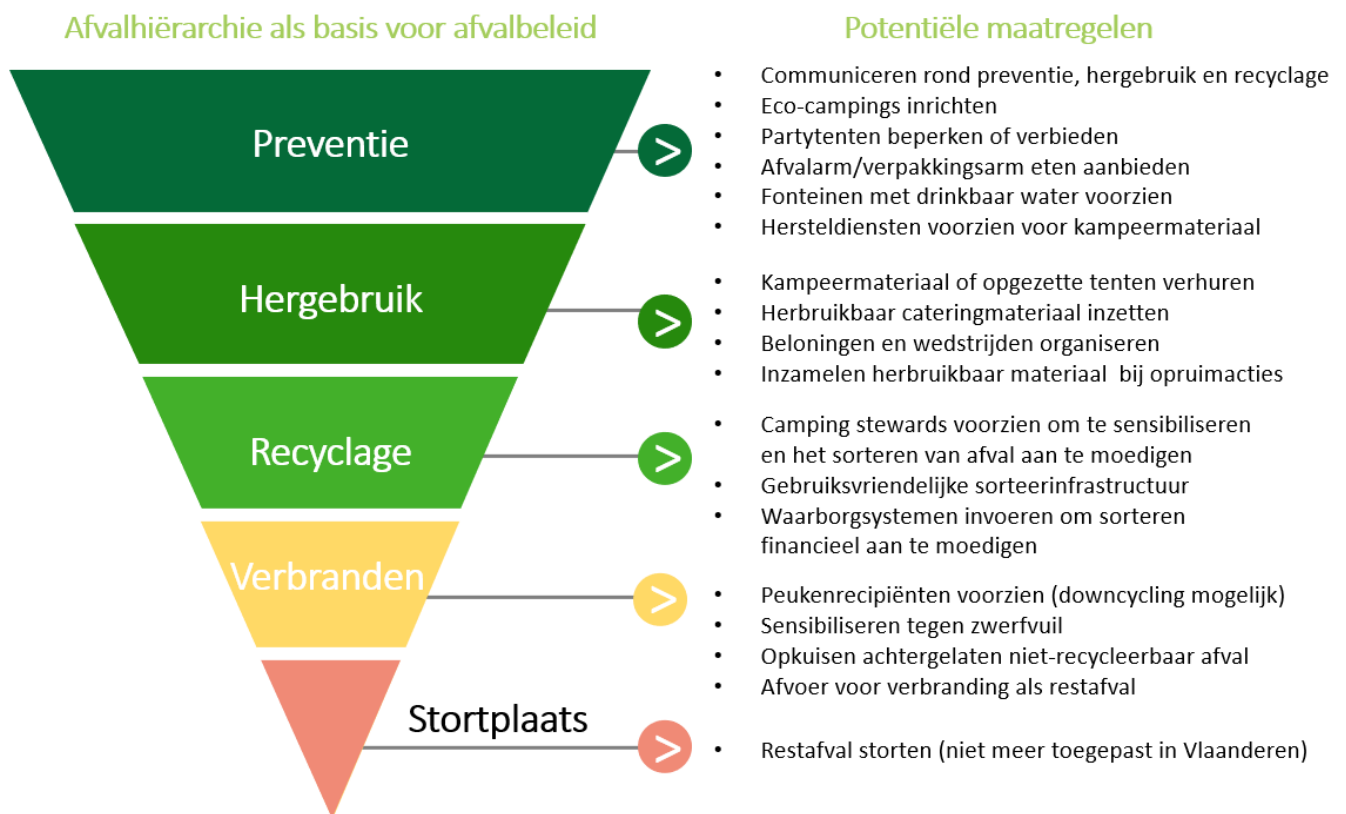 Afvalhiërarchie als basis voor afvalbeleid
Potentiële maatregelen
Preventie
>
• Communiceren rond preventie, hergebruik en recyclage
• Eco-campings inrichten
• Partytenten beperken of verbieden
• Afvalarm/verpakkingsarm eten aanbieden
• Fonteinen met drinkbaar water voorzien
• Hersteldiensten voorzien voor kampeermateriaal
Hergebruik
>
• Kampeermateriaal of opgezette tenten verhuren
• Herbruikbaar cateringmateriaal inzetten
• Beloningen en wedstrijden organiseren
• Inzamelen herbruikbaar materiaal  bij opruimacties
Recyclage
>
• Camping stewards voorzien om te sensibiliseren
en het sorteren van afval aan te moedigen
• Gebruiksvriendelijke sorteerinfrastructuur
• Waarborgsystemen invoeren om sorteren
financieel aan te moedigen
Verbranden
>
• Peukenrecipiënten voorzien (downcycling mogelijk)
• Sensibiliseren tegen zwerfvuil
• Opkuisen achtergelaten niet-recycleerbaar afval
• Afvoer voor verbranding als restafval
Stortplaats
>
• Restafval storten (niet meer toegepast in Vlaanderen)